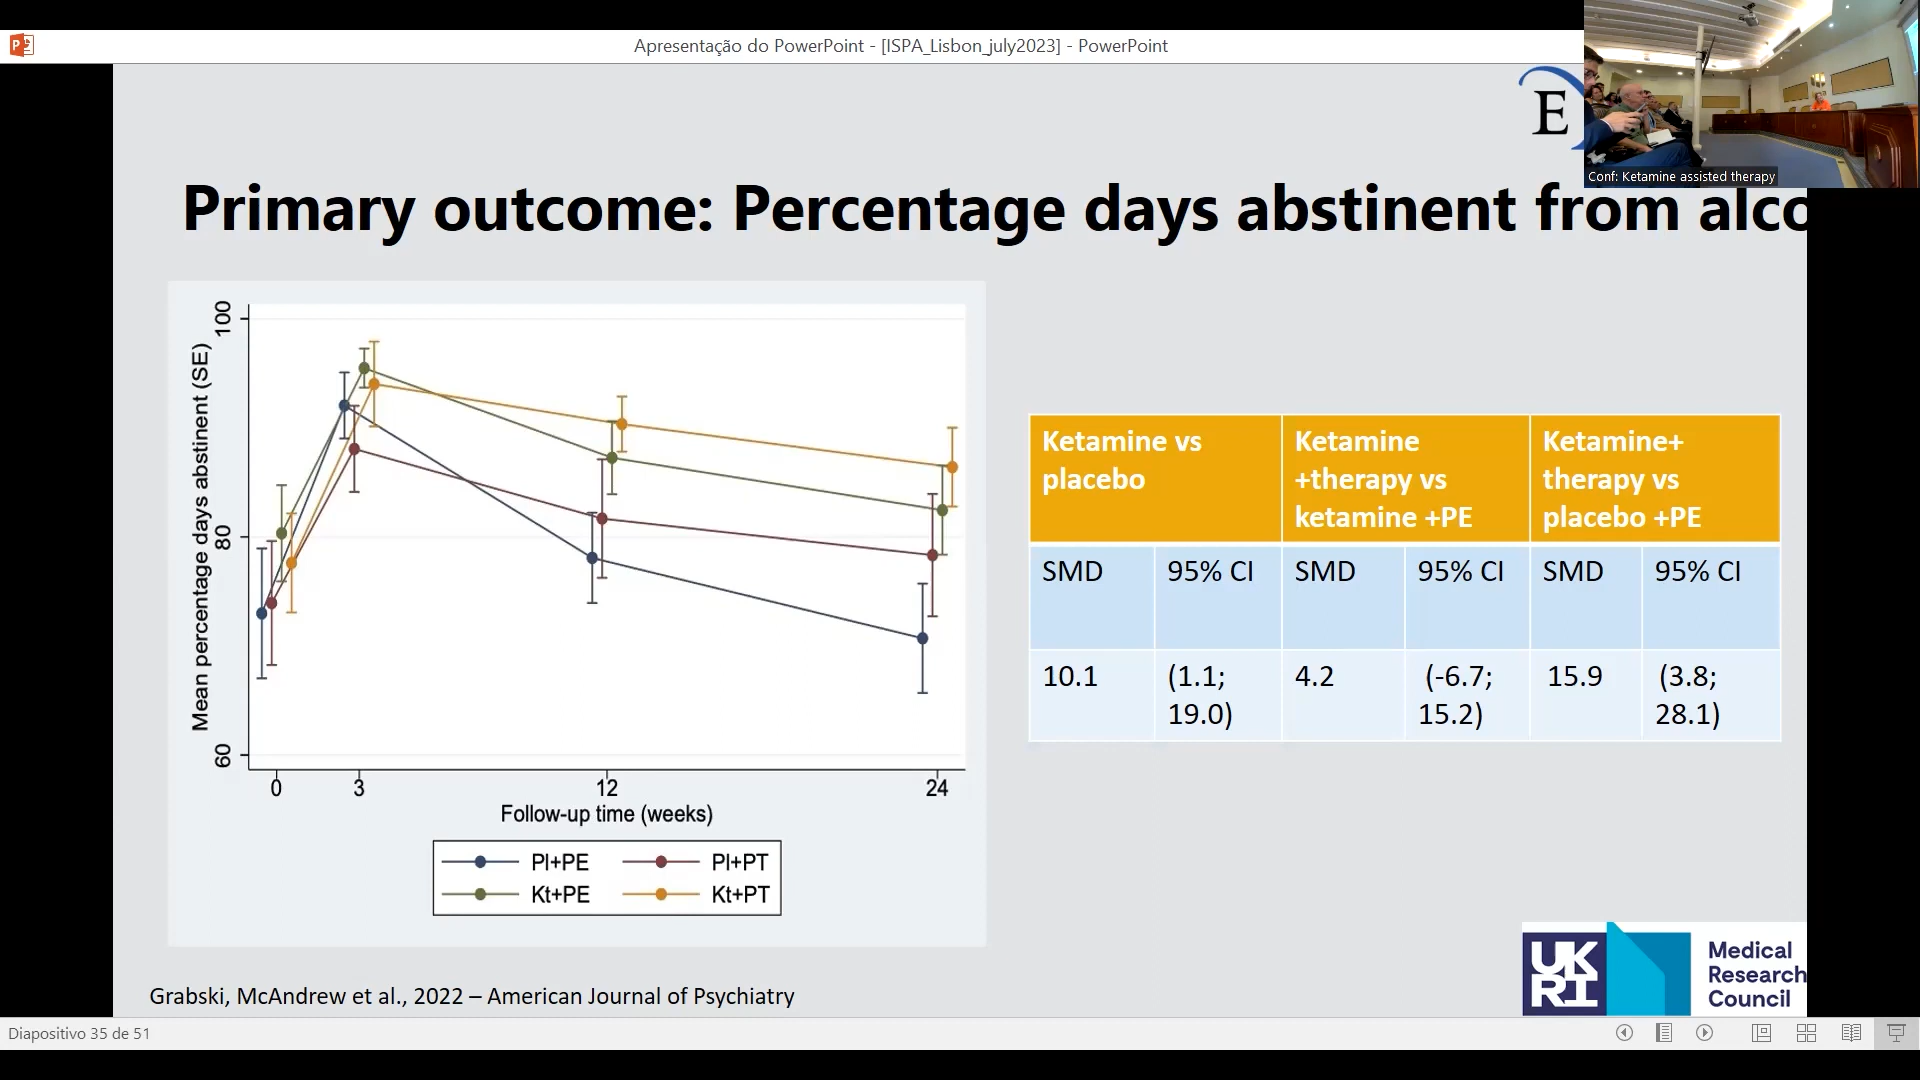 Apresentação do PowerPoint - [ISPA_Lisbon_july2023] - PowerPoint
E
Conf: Ketamine assisted therapy
Primary outcome: Percentage days abstinent from alco
Mean percentage days abstinent (SE)
100
80
60
0 3 12 24
Follow-up time (weeks)
Pl+PE Pl+PT
Kt+PE Kt+PT
Ketamine vs
placebo
Ketamine
+therapy vs
ketamine +PE
Ketamine+
therapy vs
placebo +PE
SMD 95% CI SMD 95% CI SMD 95% CI
10.1 (1.1;
19.0)
4.2 (-6.7;
15.2)
15.9 (3.8;
28.1)
Grabski, McAndrew et al., 2022 – American Journal of Psychiatry
UK
RI
Medical
Research
Council
Diapositivo 35 de 51